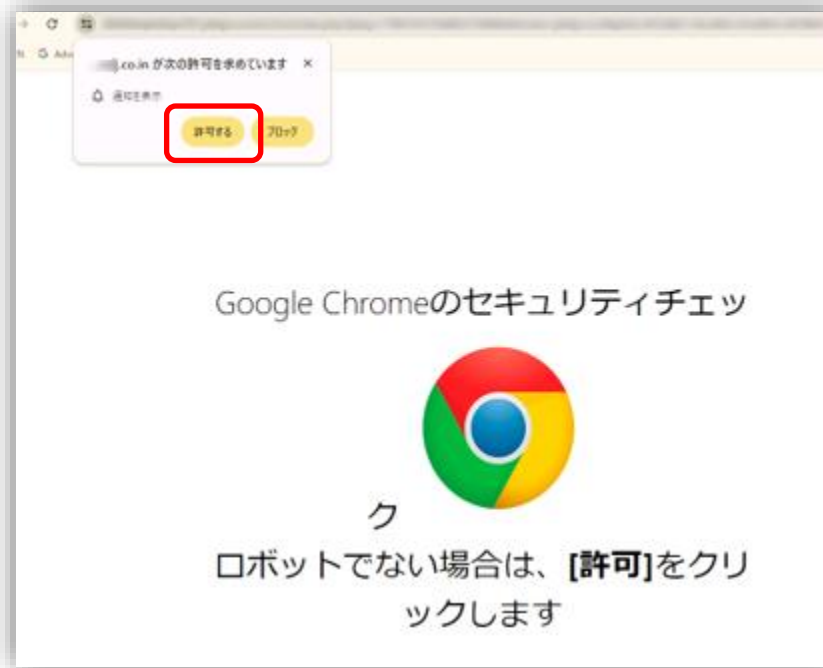 .co.in が次の許可を求めています ×
通知を表示
許可する ブロック
Google Chromeのセキュリティチェッ
ク
ロボットでない場合は、[許可]をクリ
ックします